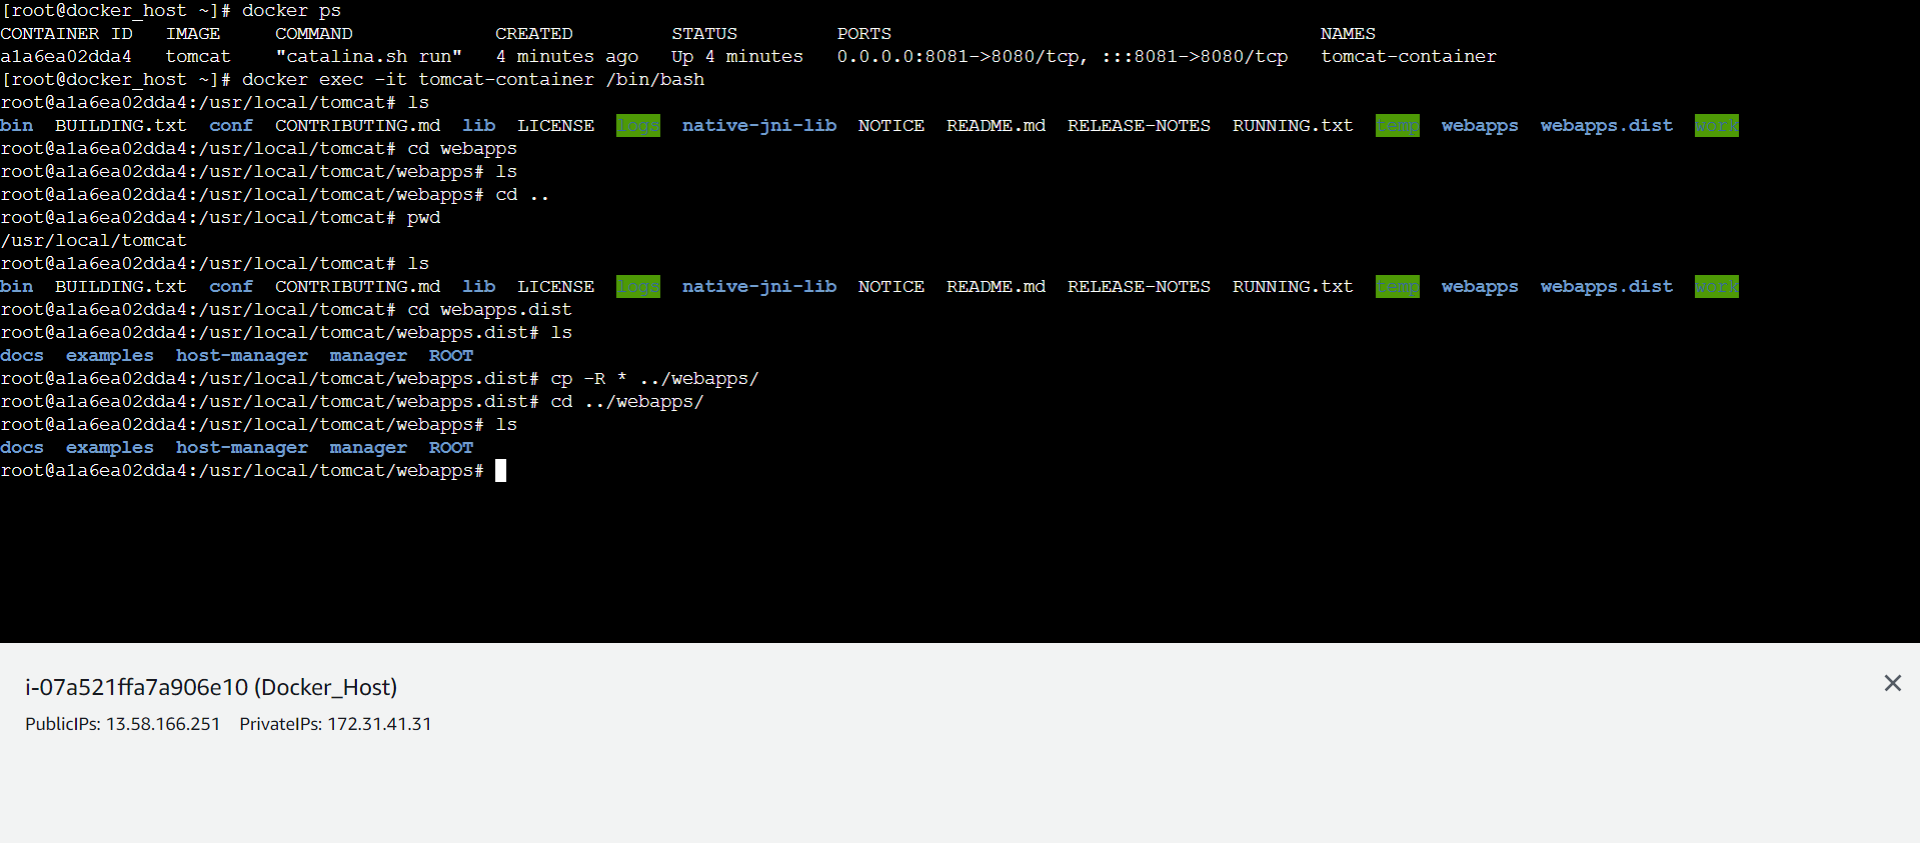 [root@docker_host ~]# docker ps
CONTAINER ID   IMAGE     COMMAND             CREATED         STATUS         PORTS                                       NAMES
a1a6ea02dda4   tomcat    "catalina.sh run"   4 minutes ago   Up 4 minutes   0.0.0.0:8081->8080/tcp, :::8081->8080/tcp   tomcat-container
[root@docker_host ~]# docker exec -it tomcat-container /bin/bash
root@a1a6ea02dda4:/usr/local/tomcat# ls
bin  BUILDING.txt  conf  CONTRIBUTING.md  lib  LICENSE  logs  native-jni-lib  NOTICE  README.md  RELEASE-NOTES  RUNNING.txt  temp  webapps  webapps.dist  work
root@a1a6ea02dda4:/usr/local/tomcat# cd webapps
root@a1a6ea02dda4:/usr/local/tomcat/webapps# ls
root@a1a6ea02dda4:/usr/local/tomcat/webapps# cd ..
root@a1a6ea02dda4:/usr/local/tomcat# pwd
/usr/local/tomcat
root@a1a6ea02dda4:/usr/local/tomcat# ls
bin  BUILDING.txt  conf  CONTRIBUTING.md  lib  LICENSE  logs  native-jni-lib  NOTICE  README.md  RELEASE-NOTES  RUNNING.txt  temp  webapps  webapps.dist  work
root@a1a6ea02dda4:/usr/local/tomcat# cd webapps.dist
root@a1a6ea02dda4:/usr/local/tomcat/webapps.dist# ls
docs  examples  host-manager  manager  ROOT
root@a1a6ea02dda4:/usr/local/tomcat/webapps.dist# cp -R * ../webapps/
root@a1a6ea02dda4:/usr/local/tomcat/webapps.dist# cd ../webapps/
root@a1a6ea02dda4:/usr/local/tomcat/webapps# ls
docs  examples  host-manager  manager  ROOT
root@a1a6ea02dda4:/usr/local/tomcat/webapps#
i-07a521ffa7a906e10 (Docker_Host)
PublicIPs: 13.58.166.251   PrivateIPs: 172.31.41.31